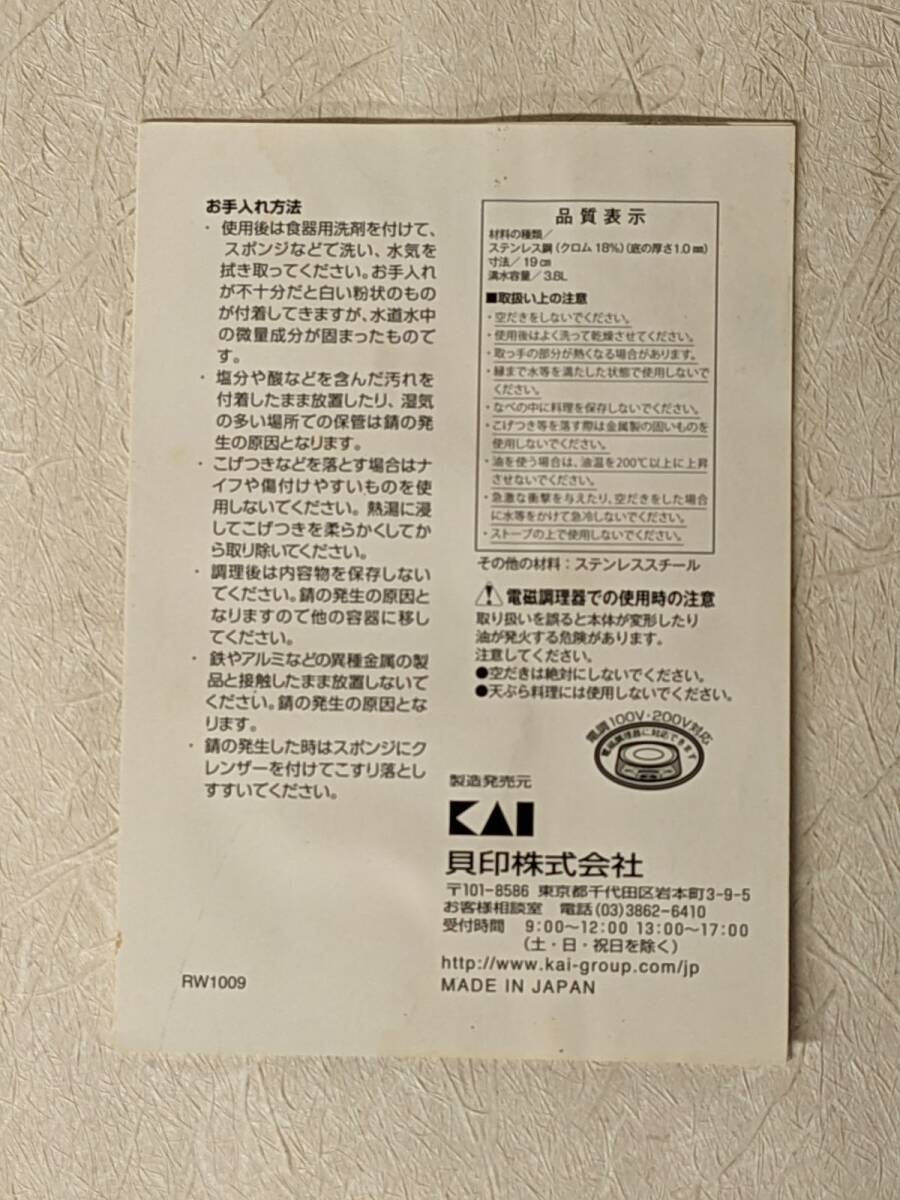 お手入れ方法
・使用後は食器用洗剤を付けて、
スポンジなどで洗い、水気を
拭き取ってください。お手入れ
が不十分だと白い粉状のもの
が付着してきますが、水道水中
の微量成分が固まったもので
す。
・塩分や酸などを含んだ汚れを
付着したまま放置したり、湿気
の多い場所での保管は錆の発
生の原因となります。
・こげつきなどを落とす場合はナ
イフや傷付けやすいものを使
用しないでください。熱湯に浸
してこげつきを柔らかくしてか
ら取り除いてください。
・調理後は内容物を保存しない
でください。錆の発生の原因と
なりますので他の容器に移し
てください。
・鉄やアルミなどの異種金属の製
品と接触したまま放置しないで
ください。錆の発生の原因とな
ります。
・錆の発生した時はスポンジにク
レンザーを付けてこすり落とし
すすいでください。
RW1009
品質表示
材料の種類／
ステンレス鋼(クロム18%)(底の厚さ1.0㎜)
寸法／19㎝
満水容量／3.8L
■取扱い上の注意
・空だきをしないでください。
・使用後はよく洗って乾燥させてください。
・取っ手の部分が熱くなる場合があります。
・縁まで水等を満たした状態で使用しないで
ください。
・なべの中に料理を保存しないでください。
・こげつき等を落す際は金属製の固いものを
使用しないでください。
・油を使う場合は、油温を200℃以上に上昇
させないでください。
・急激な衝撃を与えたり、空だきをした場合
に水等をかけて急冷しないでください。
・ストーブの上で使用しないでください。
その他の材料：ステンレススチール
電磁調理器での使用時の注意
取り扱いを誤ると本体が変形したり
油が発火する危険があります。
注意してください。
●空だきは絶対にしないでください。
●天ぷら料理には使用しないでください。
電調100V・200V対応
電磁調理器に対応できます
製造発売元
KAI
貝印株式会社
〒101-8586 東京都千代田区岩本町3-9-5
お客様相談室 電話(03)3862-6410
受付時間 9:00～12:00 13:00～17:00
(土・日・祝日を除く)
http://www.kai-group.com/jp
MADE IN JAPAN